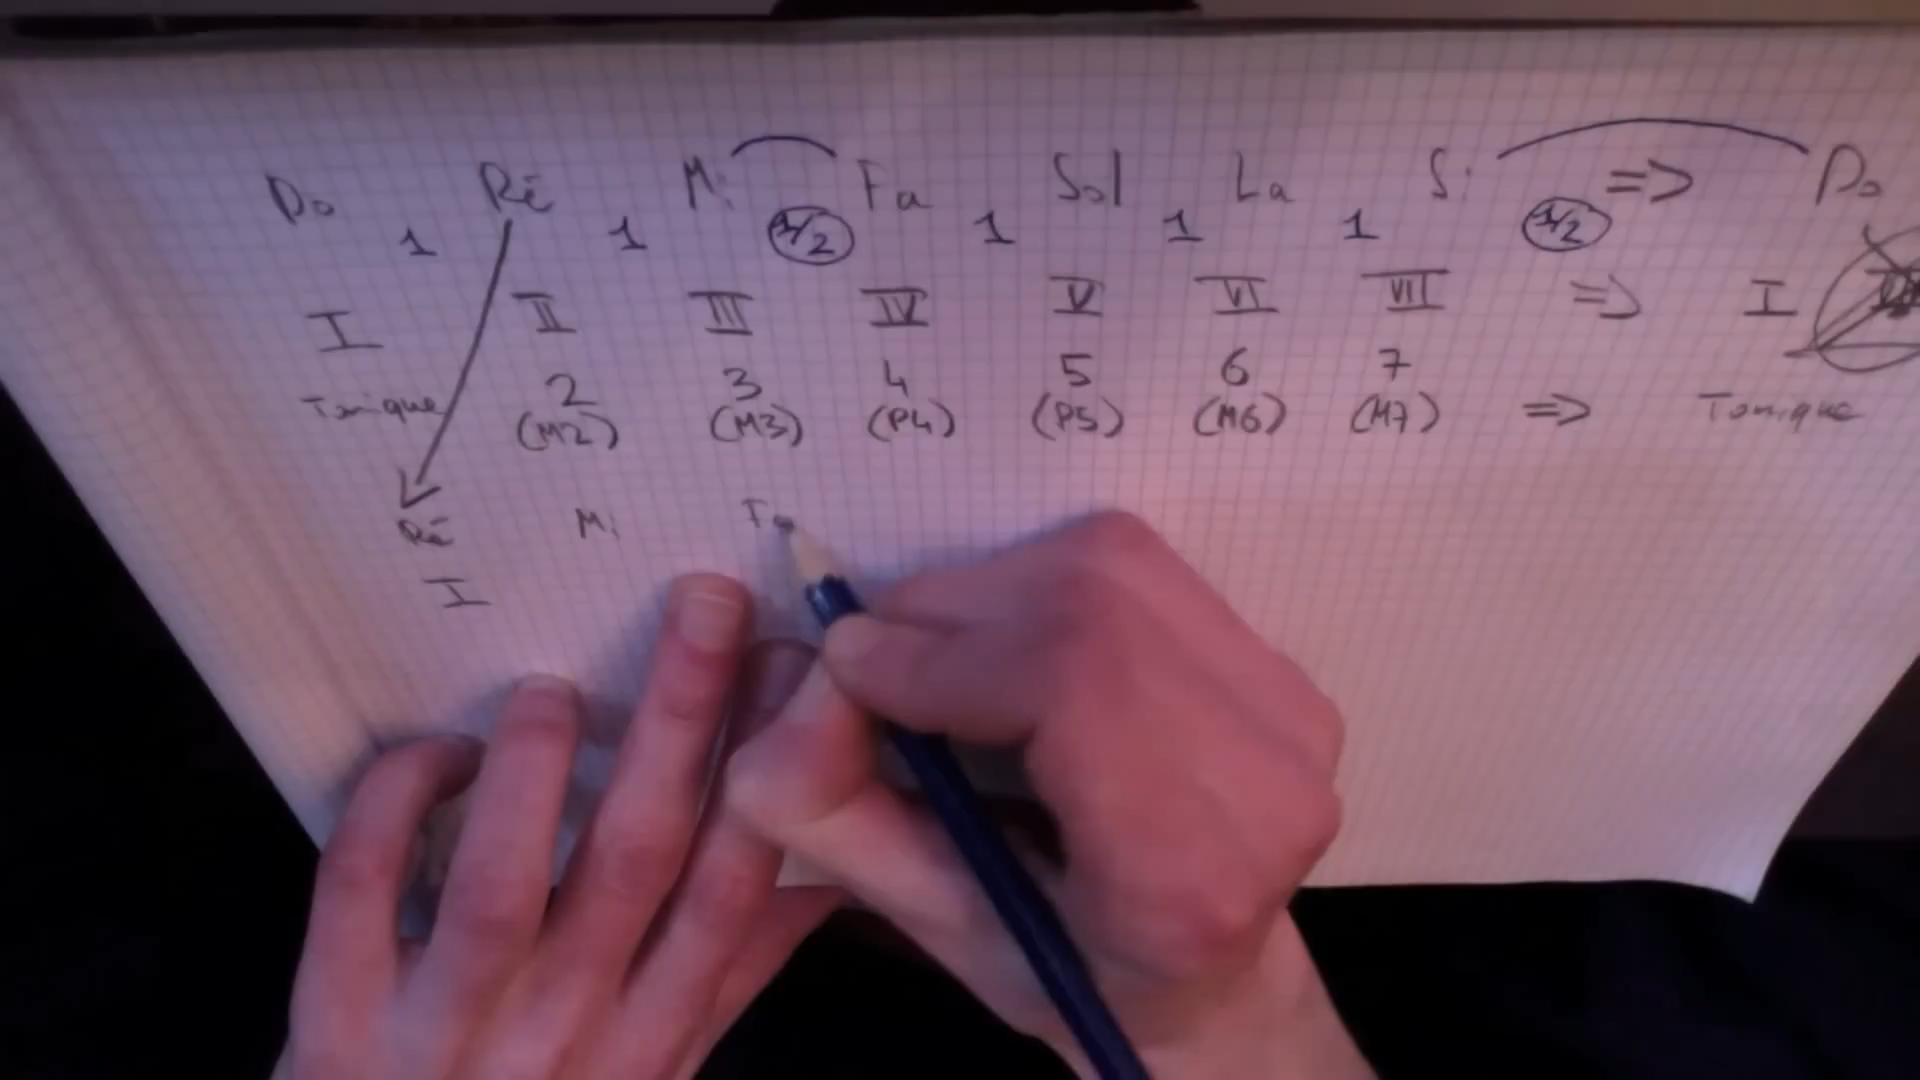 Do Ré Mi Fa Sol La Si => Do
1 1 1/2 1 1 1 1/2
I II III IV V VI VII => I
2 3 4 5 6 7
Tonique (M2) (M3) (P4) (P5) (M6) (M7) => Tonique
Ré Mi Fa
I